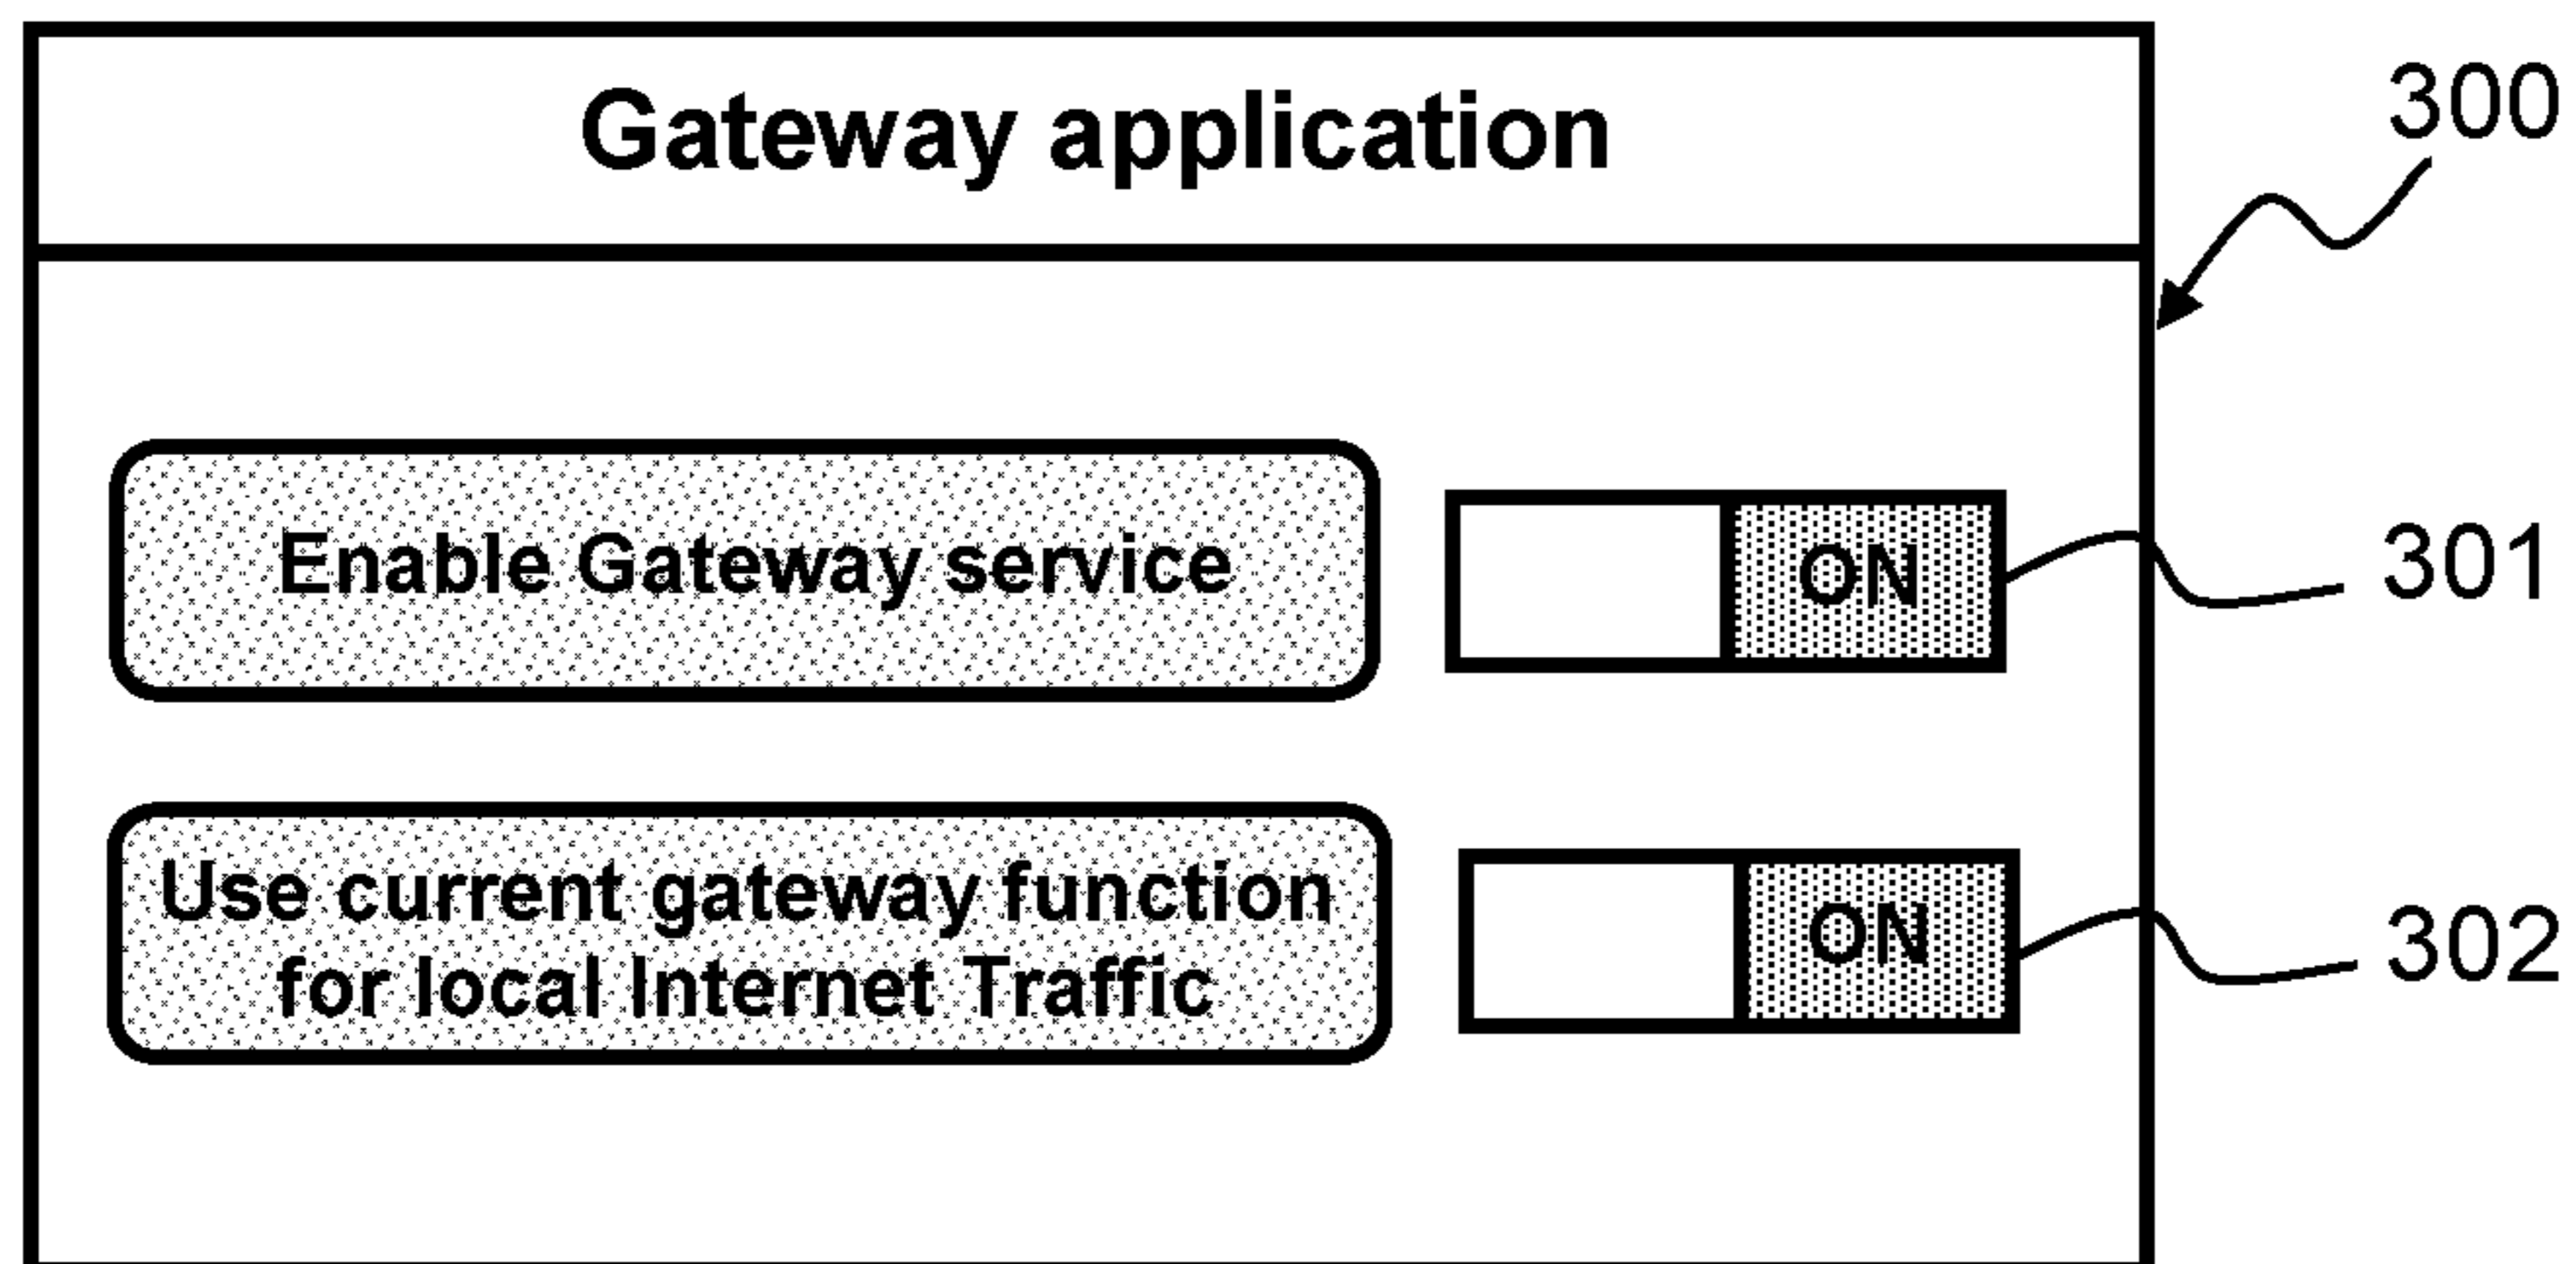 Gateway application
300
Enable Gateway service
ON
301
Use current gateway function
for local Internet Traffic
ON
302